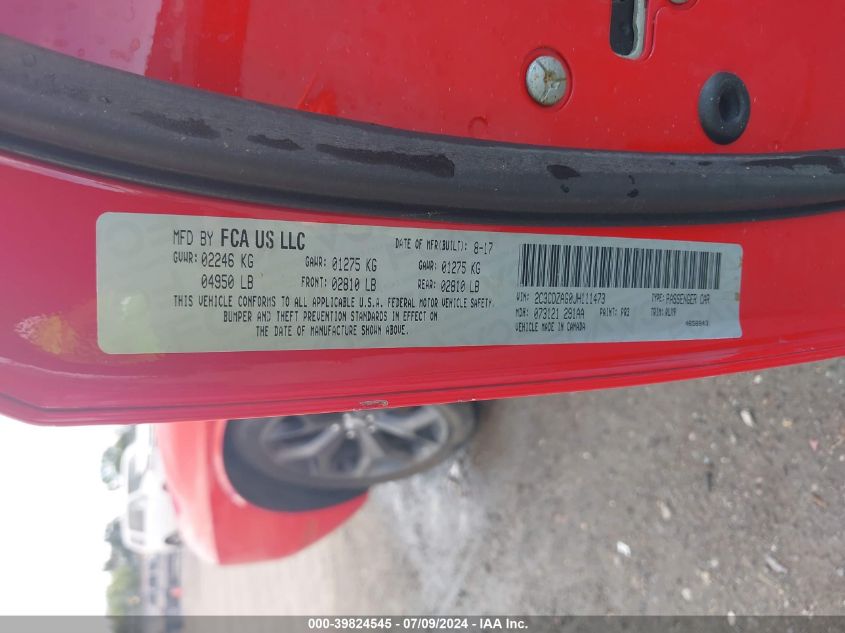 MFD BY FCA US LLC DATE OF MFR(BUILT): 8-17
GVWR: 02246 KG GAWR: 01275 KG GAWR: 01275 KG
04950 LB FRONT: 02810 LB REAR: 02810 LB
THIS VEHICLE CONFORMS TO ALL APPLICABLE U.S.A. FEDERAL MOTOR VEHICLE SAFETY,
BUMPER AND THEFT PREVENTION STANDARDS IN EFFECT ON
THE DATE OF MANUFACTURE SHOWN ABOVE.
VIN: 2C3CDZAG0JH111473 TYPE: PASSENGER CAR
MDH: 073121 291AA PAINT: PR3 TRIM:
VEHICLE MADE IN CANADA
000-39824545 - 07/09/2024 - IAA Inc.